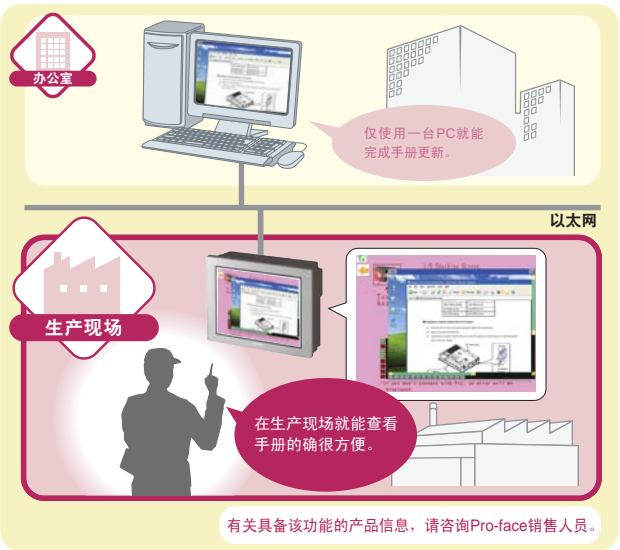 办公室
仅使用一台PC就能
完成手册更新。
以太网
生产现场
在生产现场就能查看
手册的确很方便。
有关具备该功能的产品信息，请咨询Pro-face销售人员。